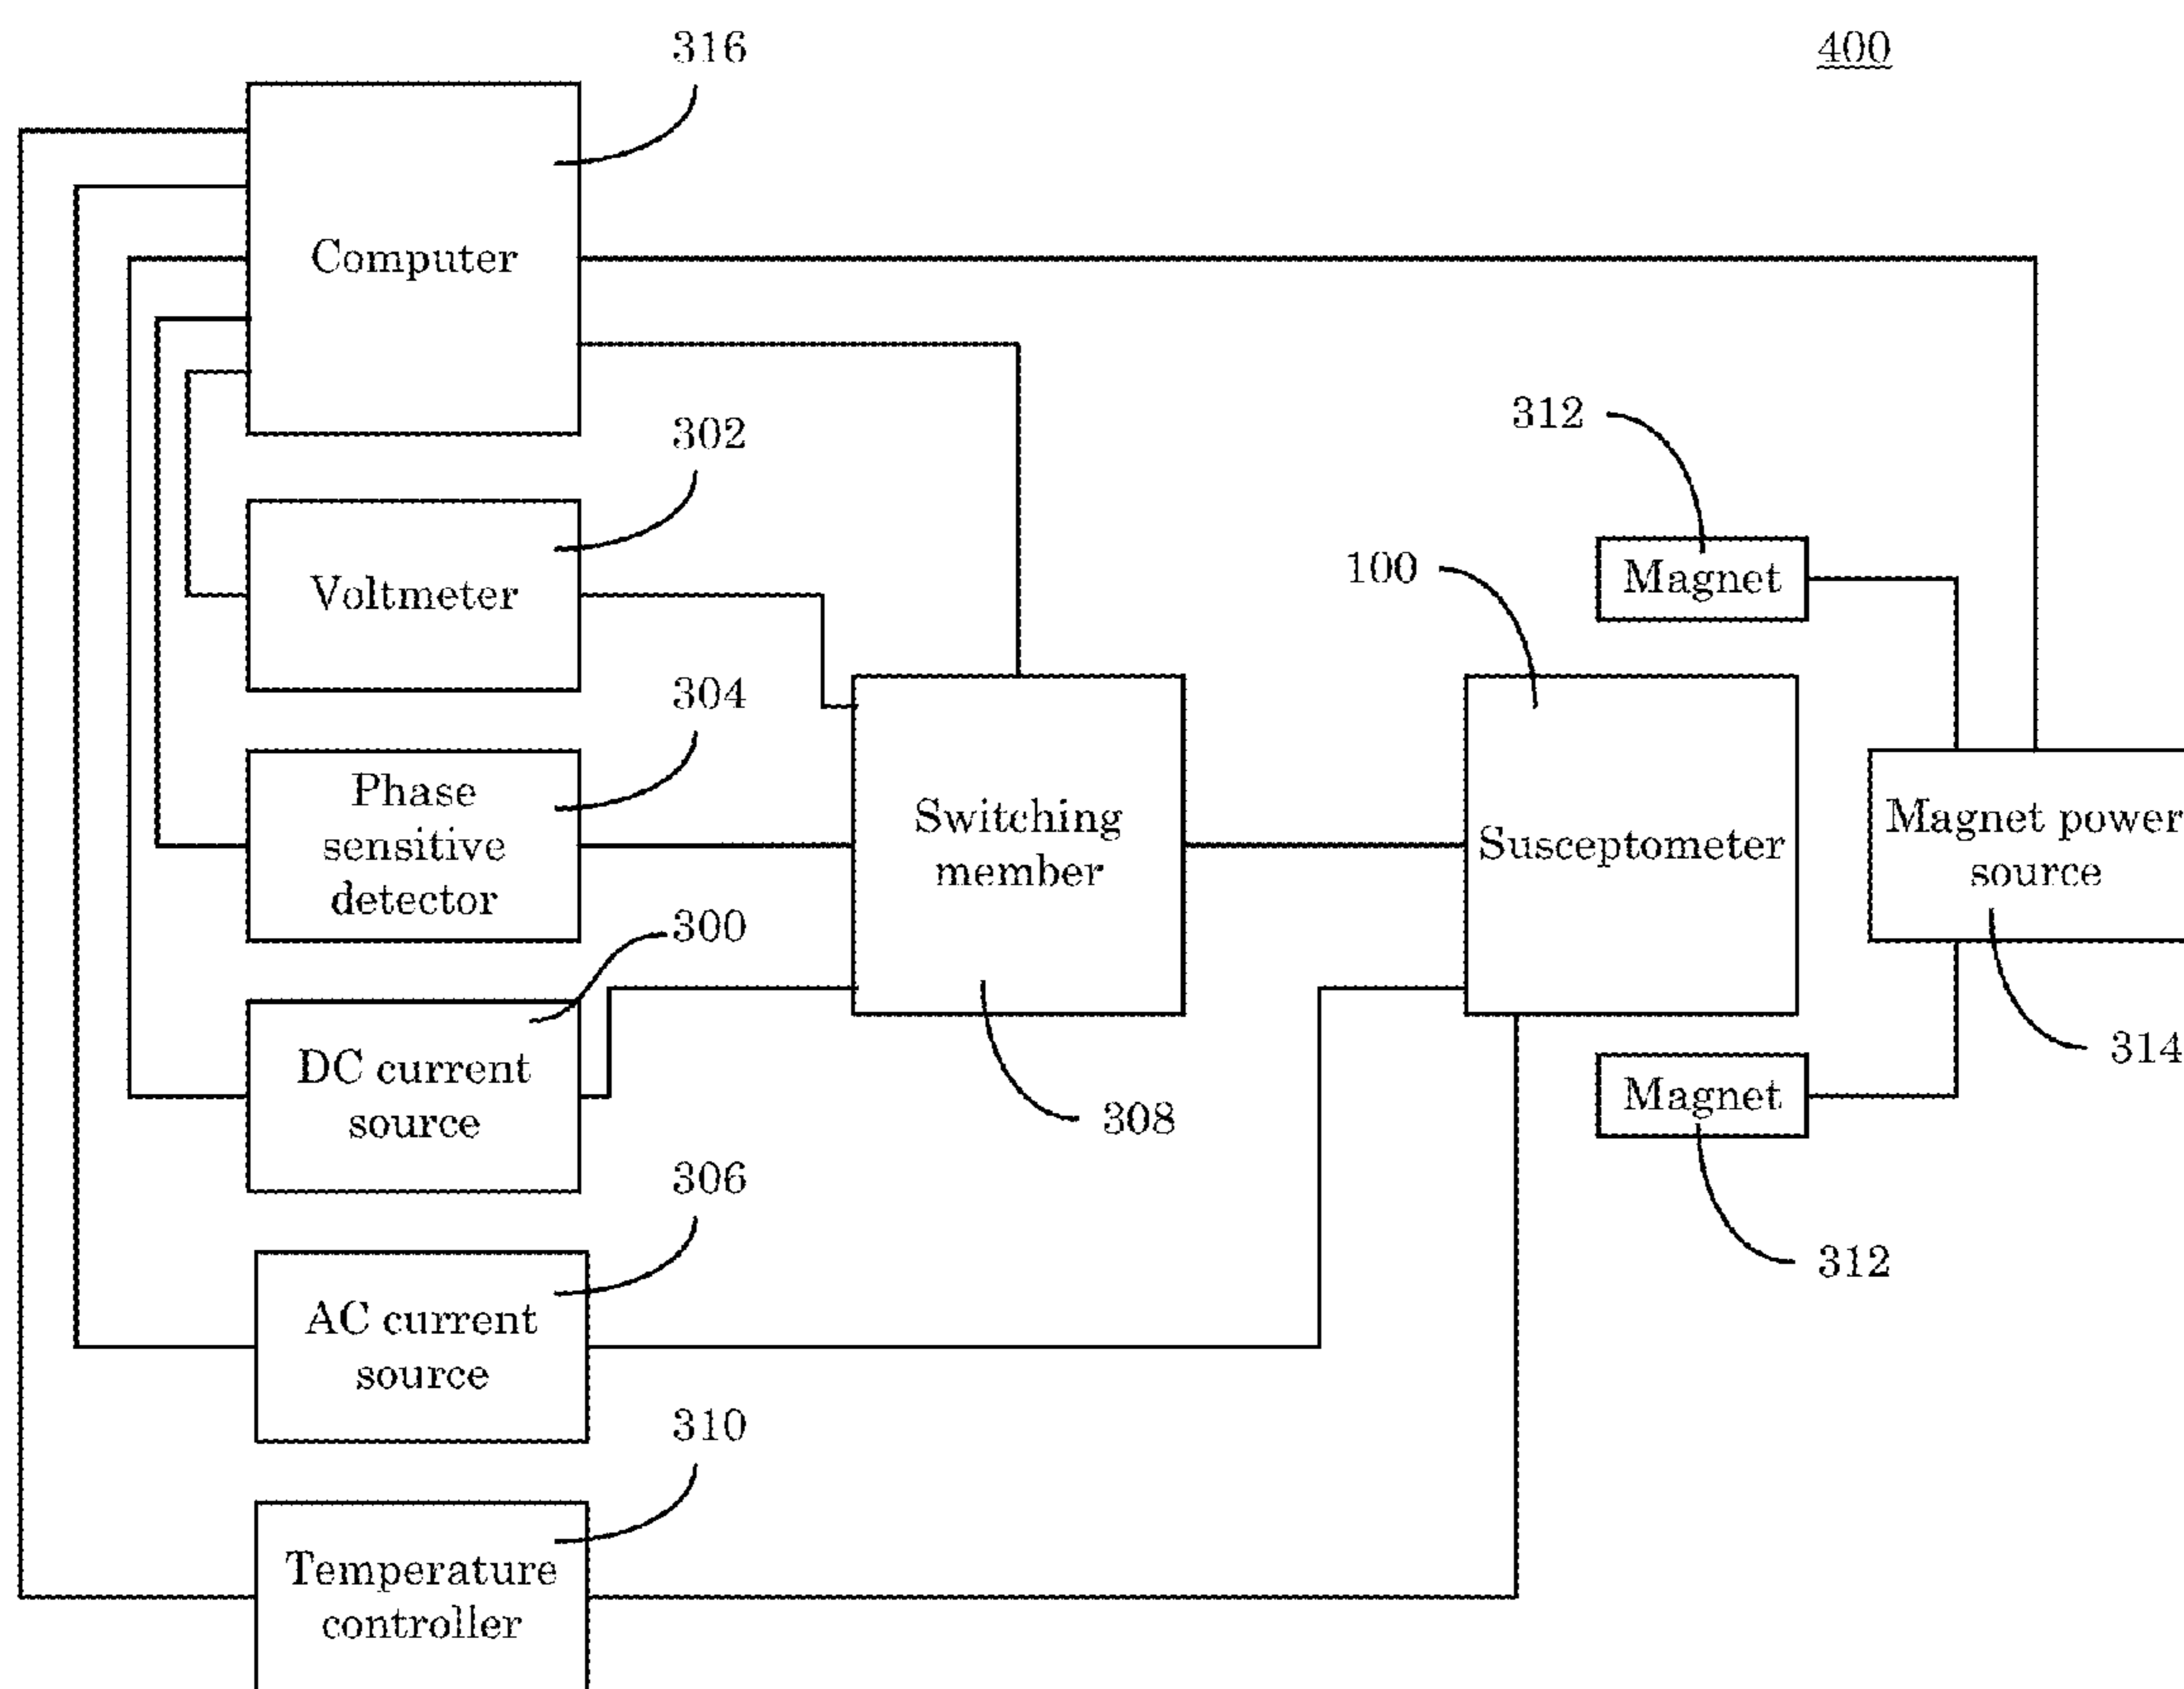 316
400
Computer
302
312
Voltmeter
100
Magnet
304
Phase
sensitive
detector
Switching
member
Susceptometer
Magnet power
source
300
DC current
source
308
Magnet
314
306
312
AC current
source
310
Temperature
controller